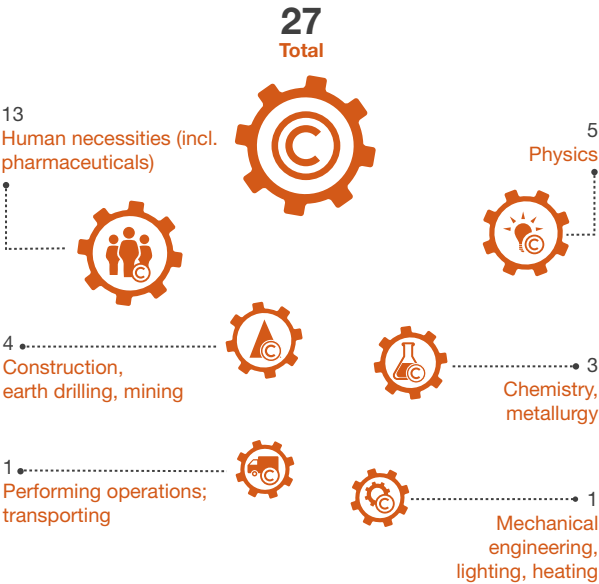 27
Total
13
Human necessities (incl.
pharmaceuticals)
5
Physics
4
Construction,
earth drilling, mining
3
Chemistry,
metallurgy
1
Performing operations;
transporting
1
Mechanical
engineering,
lighting, heating
C
C
C
C
C
C
C